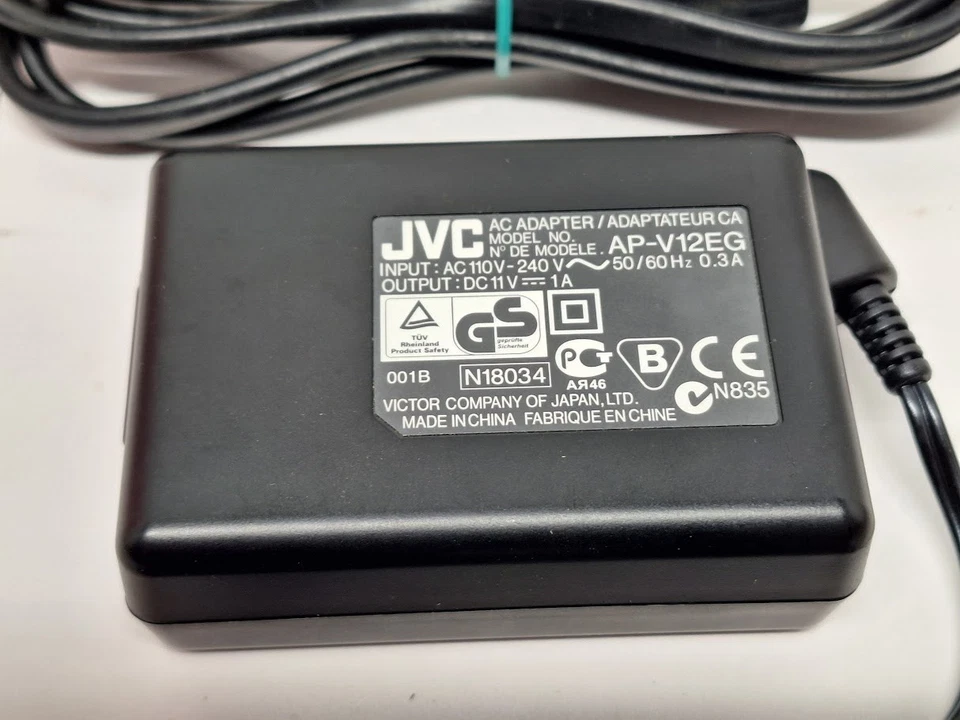 JVC AC ADAPTER / ADAPTATEUR CA
MODEL NO.
N° DE MODELE. AP-V12EG
INPUT : AC 110V - 240 V ~ 50 / 60 Hz 0.3A
OUTPUT : DC 11 V ⎓ 1A
TÜV
Rheinland
Product Safety
GS
geprüfte
Sicherheit
PCT
АЯ46
B
CE
001B N18034
N835
VICTOR COMPANY OF JAPAN, LTD.
MADE IN CHINA FABRIQUE EN CHINE